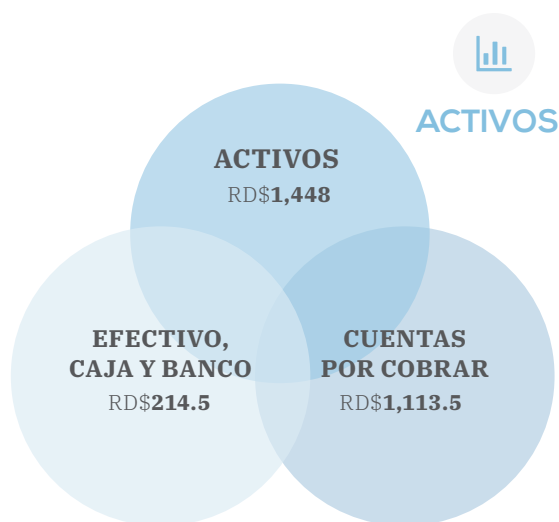 ACTIVOS
ACTIVOS
RD$1,448
EFECTIVO,
CAJA Y BANCO
RD$214.5
CUENTAS
POR COBRAR
RD$1,113.5